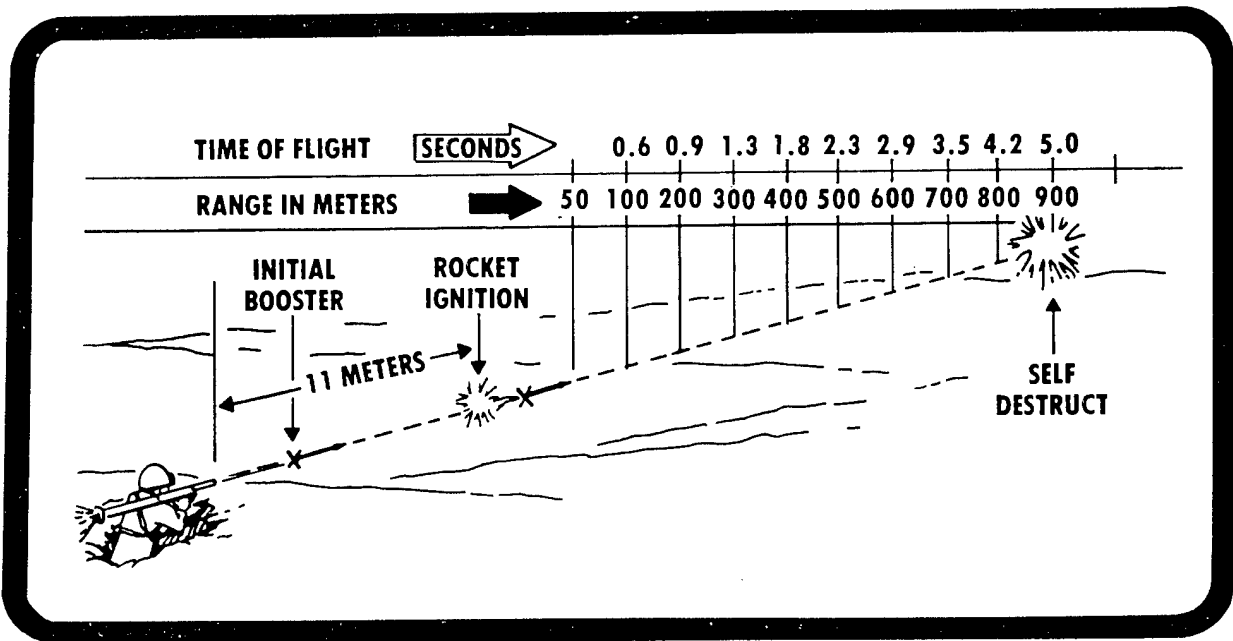 TIME OF FLIGHT SECONDS 0.6 0.9 1.3 1.8 2.3 2.9 3.5 4.2 5.0
RANGE IN METERS 50 100 200 300 400 500 600 700 800 900
INITIAL
BOOSTER
ROCKET
IGNITION
11 METERS
SELF
DESTRUCT